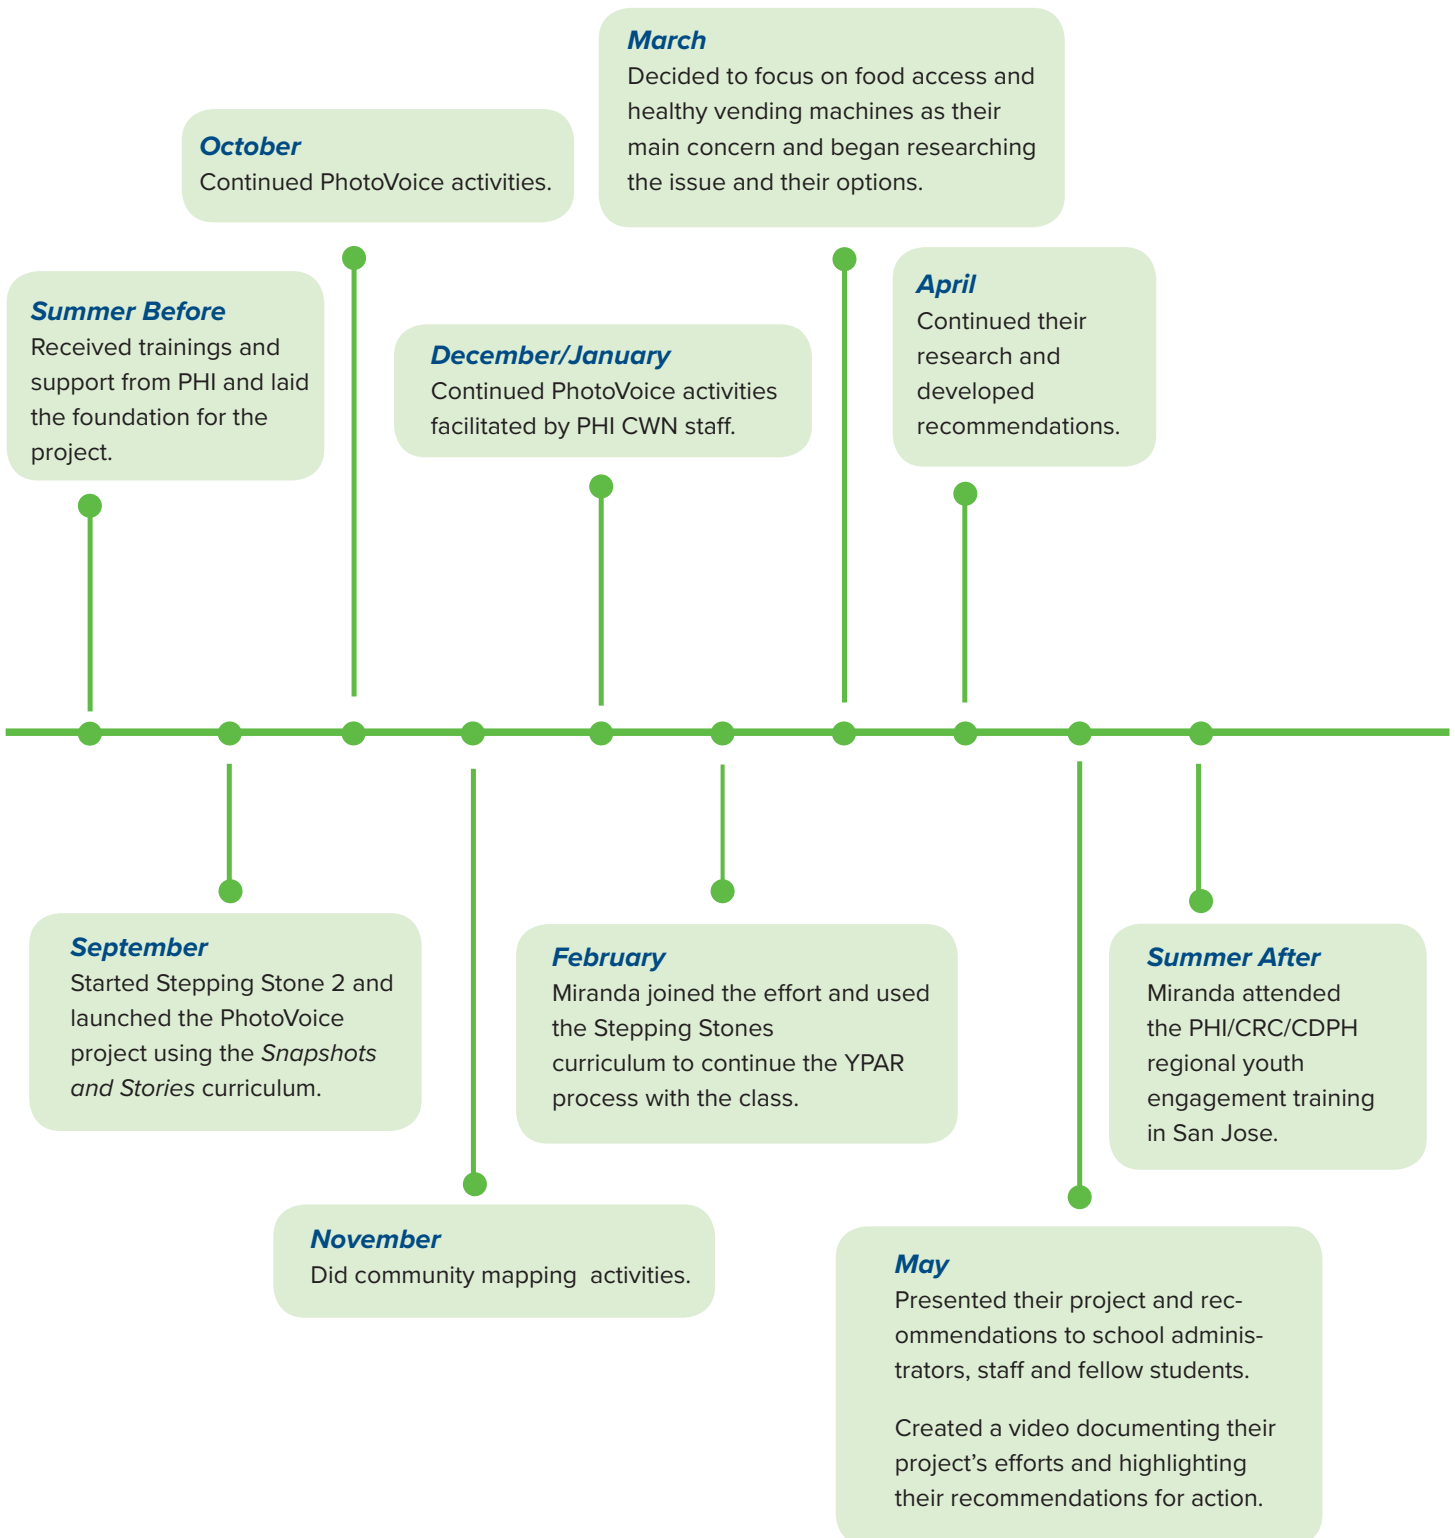 March
Decided to focus on food access and
healthy vending machines as their
main concern and began researching
the issue and their options.
October
Continued PhotoVoice activities.
April
Continued their
research and
developed
recommendations.
Summer Before
Received trainings and
support from PHI and laid
the foundation for the
project.
December/January
Continued PhotoVoice activities
facilitated by PHI CWN staff.
September
Started Stepping Stone 2 and
launched the PhotoVoice
project using the Snapshots
and Stories curriculum.
February
Miranda joined the effort and used
the Stepping Stones
curriculum to continue the YPAR
process with the class.
Summer After
Miranda attended
the PHI/CRC/CDPH
regional youth
engagement training
in San Jose.
November
Did community mapping  activities.
May
Presented their project and rec-
ommendations to school adminis-
trators, staff and fellow students.
Created a video documenting their
project’s efforts and highlighting
their recommendations for action.